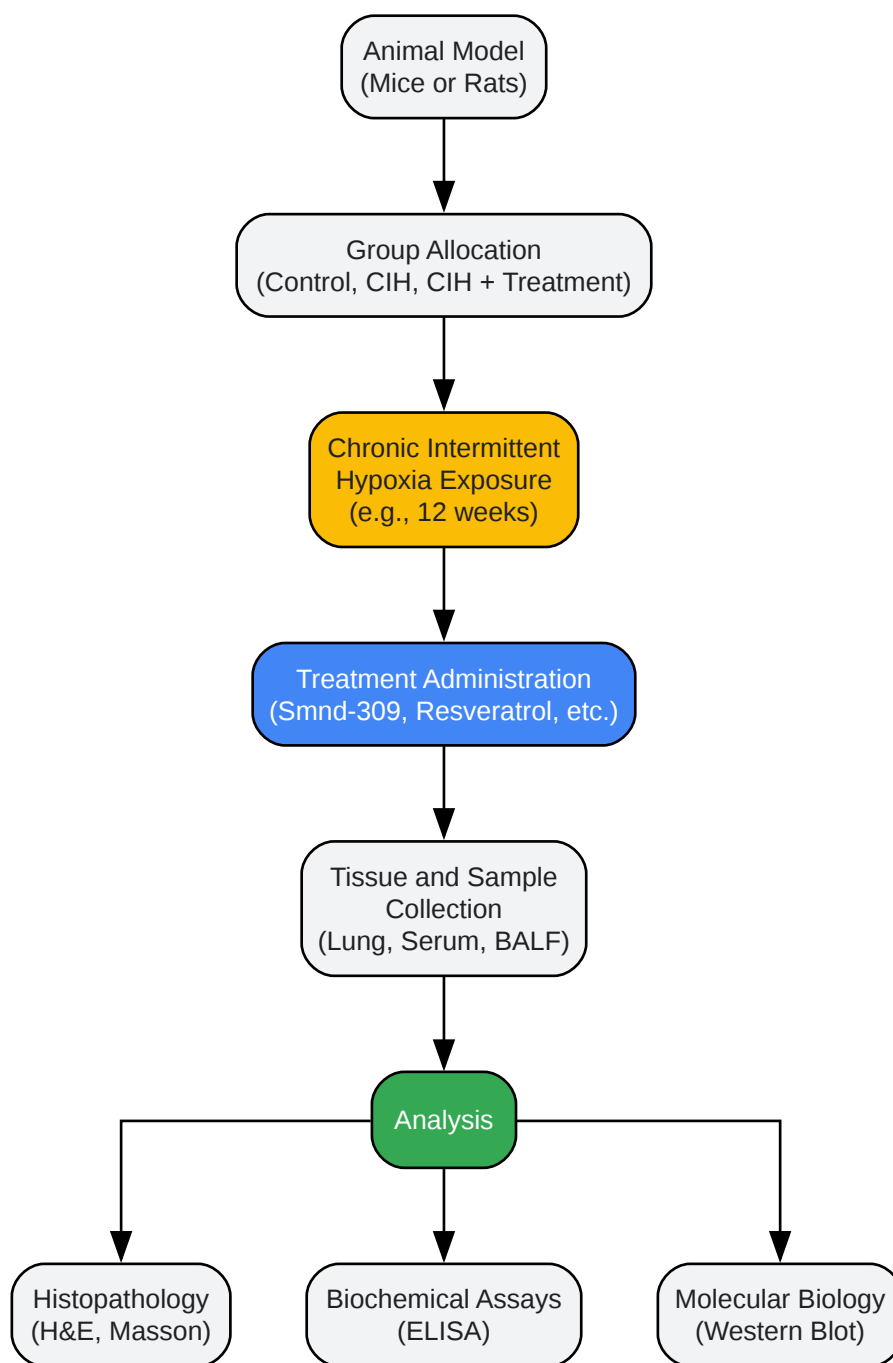 Animal Model
(Mice or Rats)
Group Allocation
(Control, CIH, CIH + Treatment)
Chronic Intermittent
Hypoxia Exposure
(e.g., 12 weeks)
Treatment Administration
(Smnd-309, Resveratrol, etc.)
Tissue and Sample
Collection
(Lung, Serum, BALF)
Analysis
Histopathology
(H&E, Masson)
Biochemical Assays
(ELISA)
Molecular Biology
(Western Blot)